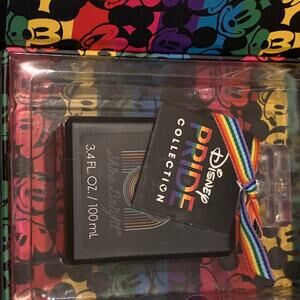 Disney
PRIDE
COLLECTION
3.4 FL. OZ. / 100 mL